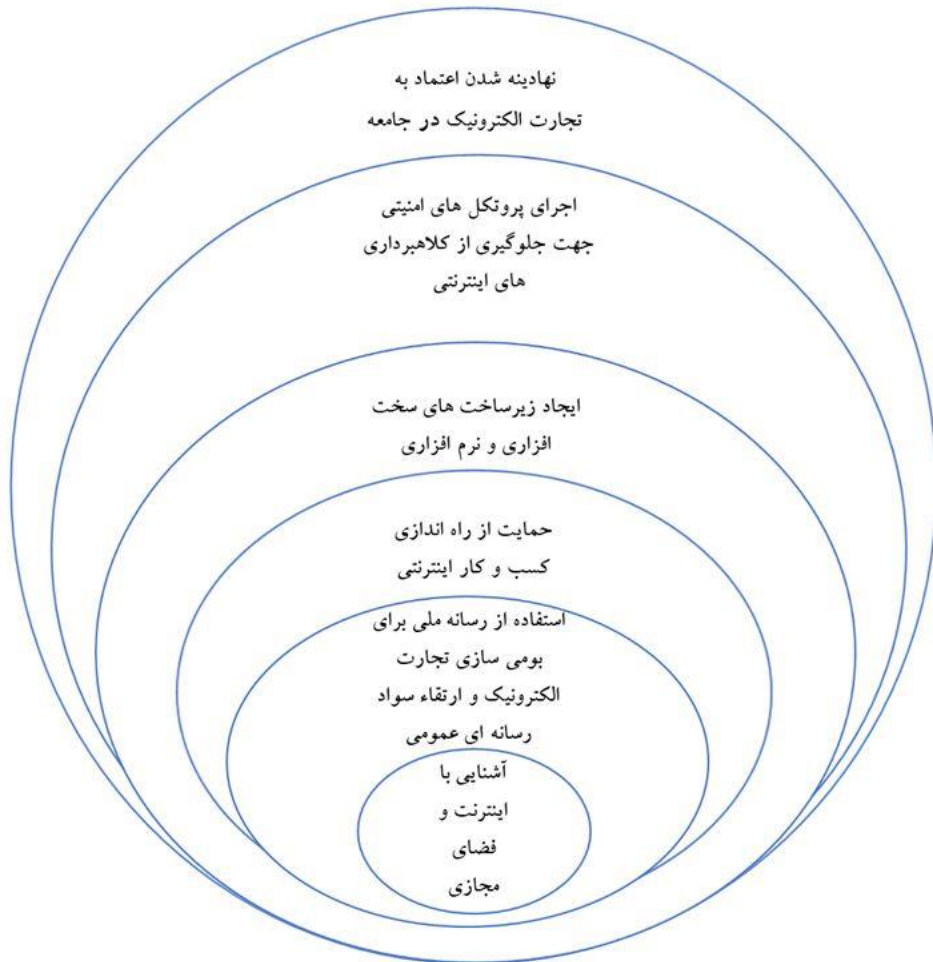 نهادینه شدن اعتماد به
تجارت الکترونیک در جامعه
اجرای پروتکل های امنیتی
جهت جلوگیری از کلاهبرداری
های اینترنتی
ایجاد زیرساخت های سخت
افزاری و نرم افزاری
حمایت از راه اندازی
کسب و کار اینترنتی
استفاده از رسانه ملی برای
بومی سازی تجارت
الکترونیک و ارتقاء سواد
رسانه ای عمومی
آشنایی با
اینترنت و
فضای
مجازی